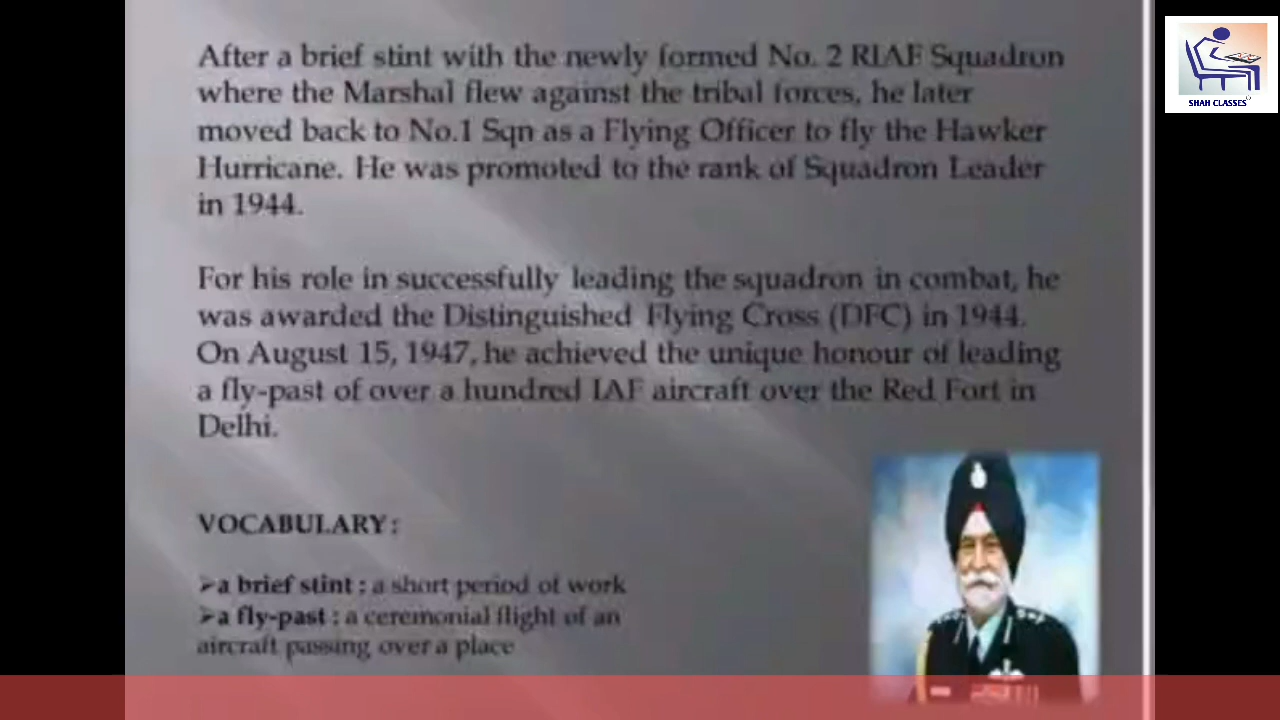 After a brief stint with the newly formed No. 2 RIAF Squadron
where the Marshal flew against the tribal forces, he later
moved back to No.1 Sqn as a Flying Officer to fly the Hawker
Hurricane. He was promoted to the rank of Squadron Leader
in 1944.
For his role in successfully leading the squadron in combat, he
was awarded the Distinguished Flying Cross (DFC) in 1944.
On August 15, 1947, he achieved the unique honour of leading
a fly-past of over a hundred IAF aircraft over the Red Fort in
Delhi.
VOCABULARY:
➢a brief stint : a short period of work
➢a fly-past : a ceremonial flight of an
aircraft passing over a place
SHAH CLASSES